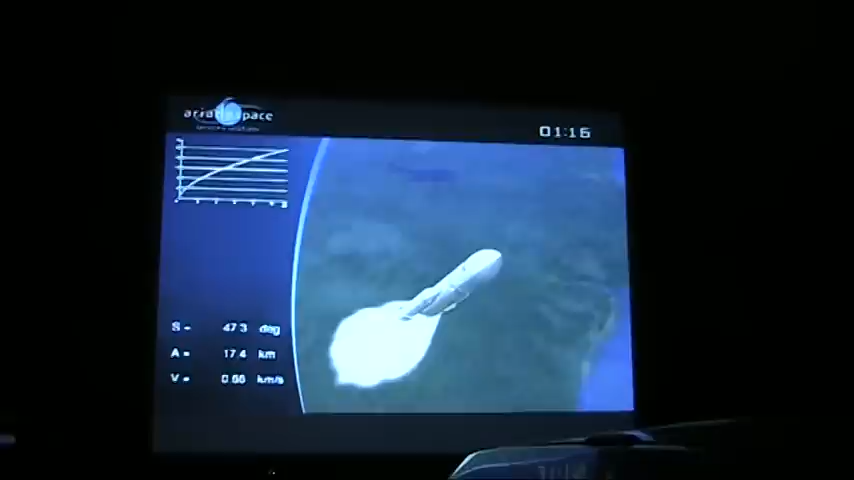 arianespace
01:16
S = 47.3 deg
A = 17.4 km
V = 0.66 km/s